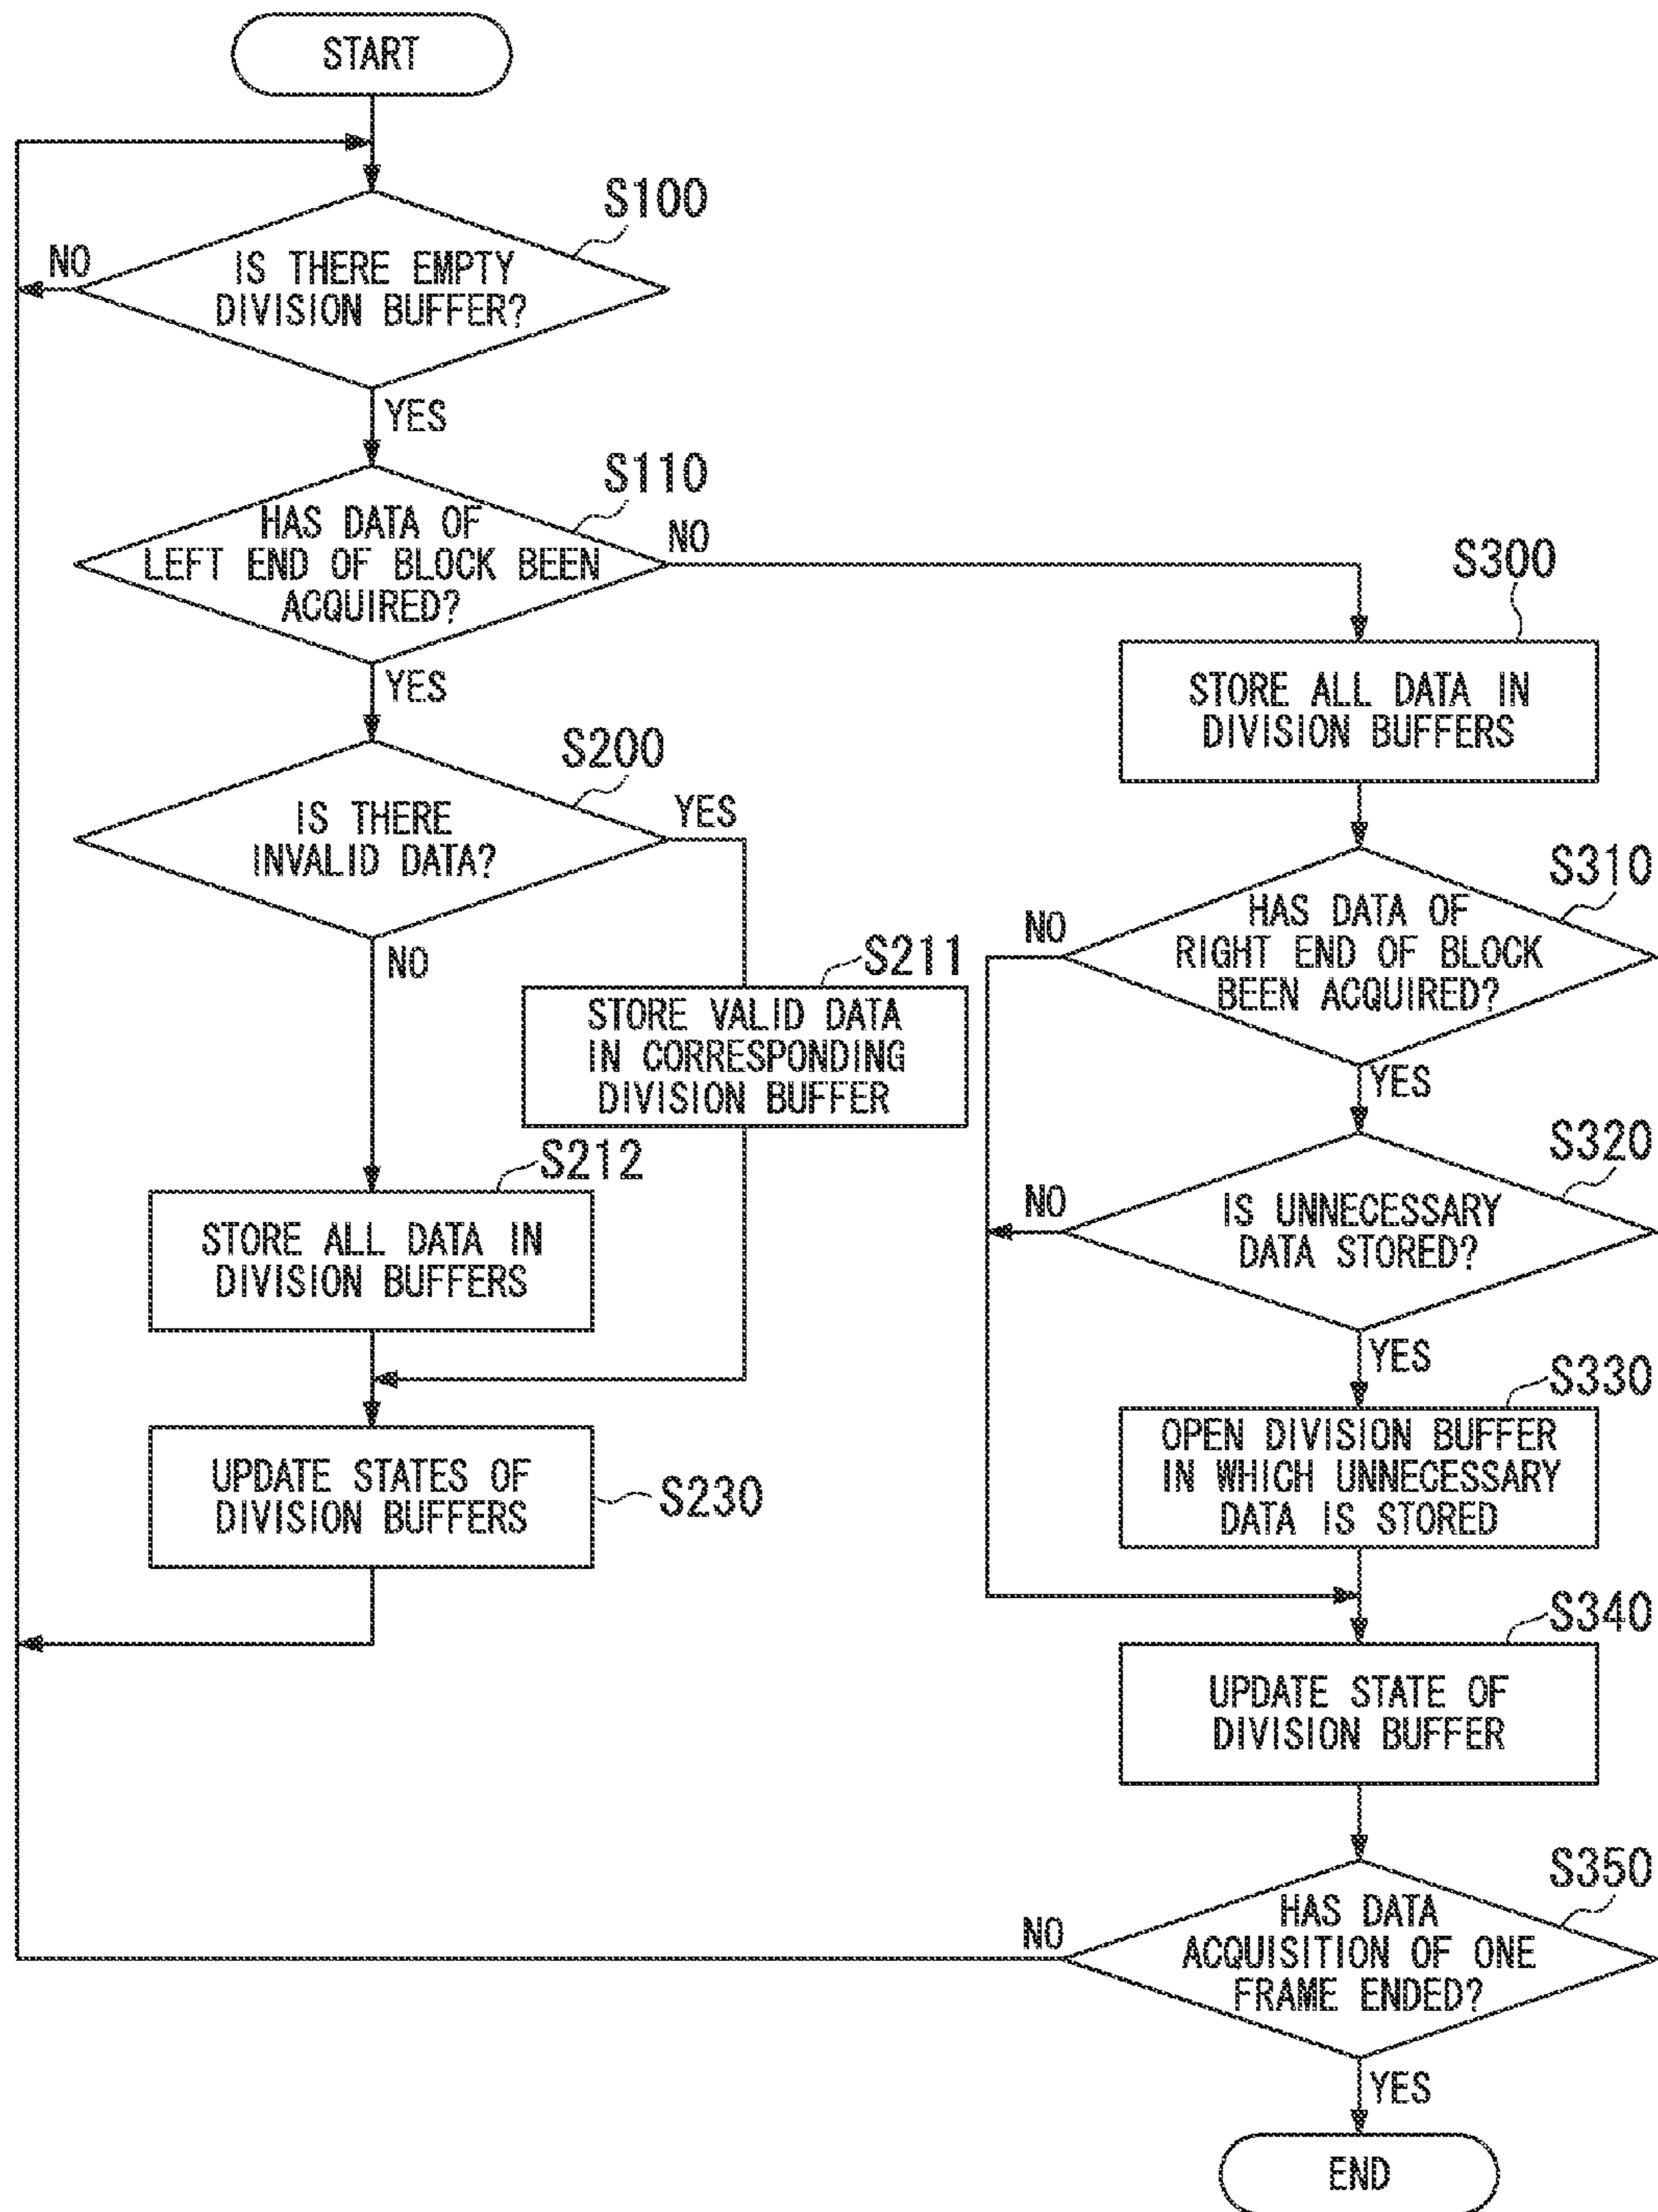 START
S100
IS THERE EMPTY
DIVISION BUFFER?
NO
YES
S110
HAS DATA OF
LEFT END OF BLOCK BEEN
ACQUIRED?
NO
YES
S200
IS THERE
INVALID DATA?
YES
NO
S211
STORE VALID DATA
IN CORRESPONDING
DIVISION BUFFER
S212
STORE ALL DATA IN
DIVISION BUFFERS
UPDATE STATES OF
DIVISION BUFFERS
S230
S300
STORE ALL DATA IN
DIVISION BUFFERS
S310
HAS DATA OF
RIGHT END OF BLOCK
BEEN ACQUIRED?
NO
YES
S320
IS UNNECESSARY
DATA STORED?
NO
YES
S330
OPEN DIVISION BUFFER
IN WHICH UNNECESSARY
DATA IS STORED
S340
UPDATE STATE OF
DIVISION BUFFER
S350
HAS DATA
ACQUISITION OF ONE
FRAME ENDED?
NO
YES
END